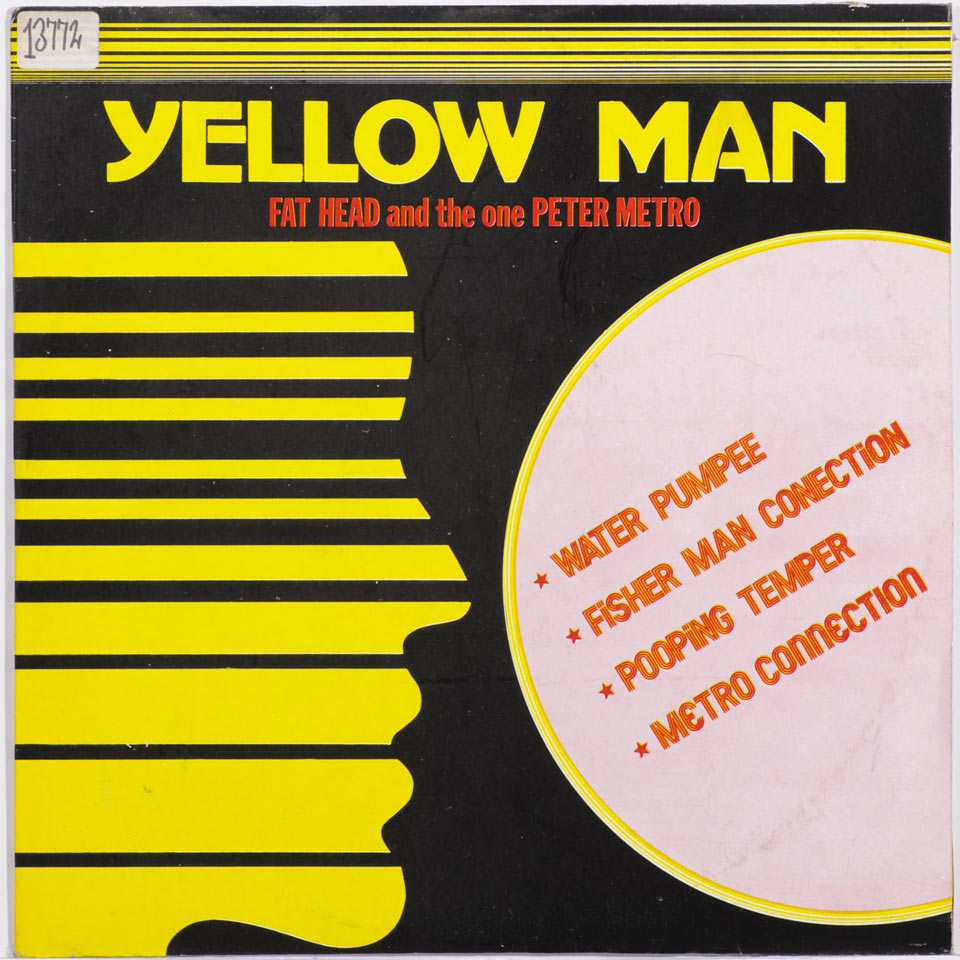 13772
YELLOW MAN
FAT HEAD and the one PETER METRO
★ WATER PUMPEE
★ FiSHER MAN CONECTiON
★ POOPiNG TEMPER
★ METRO CONNECTION